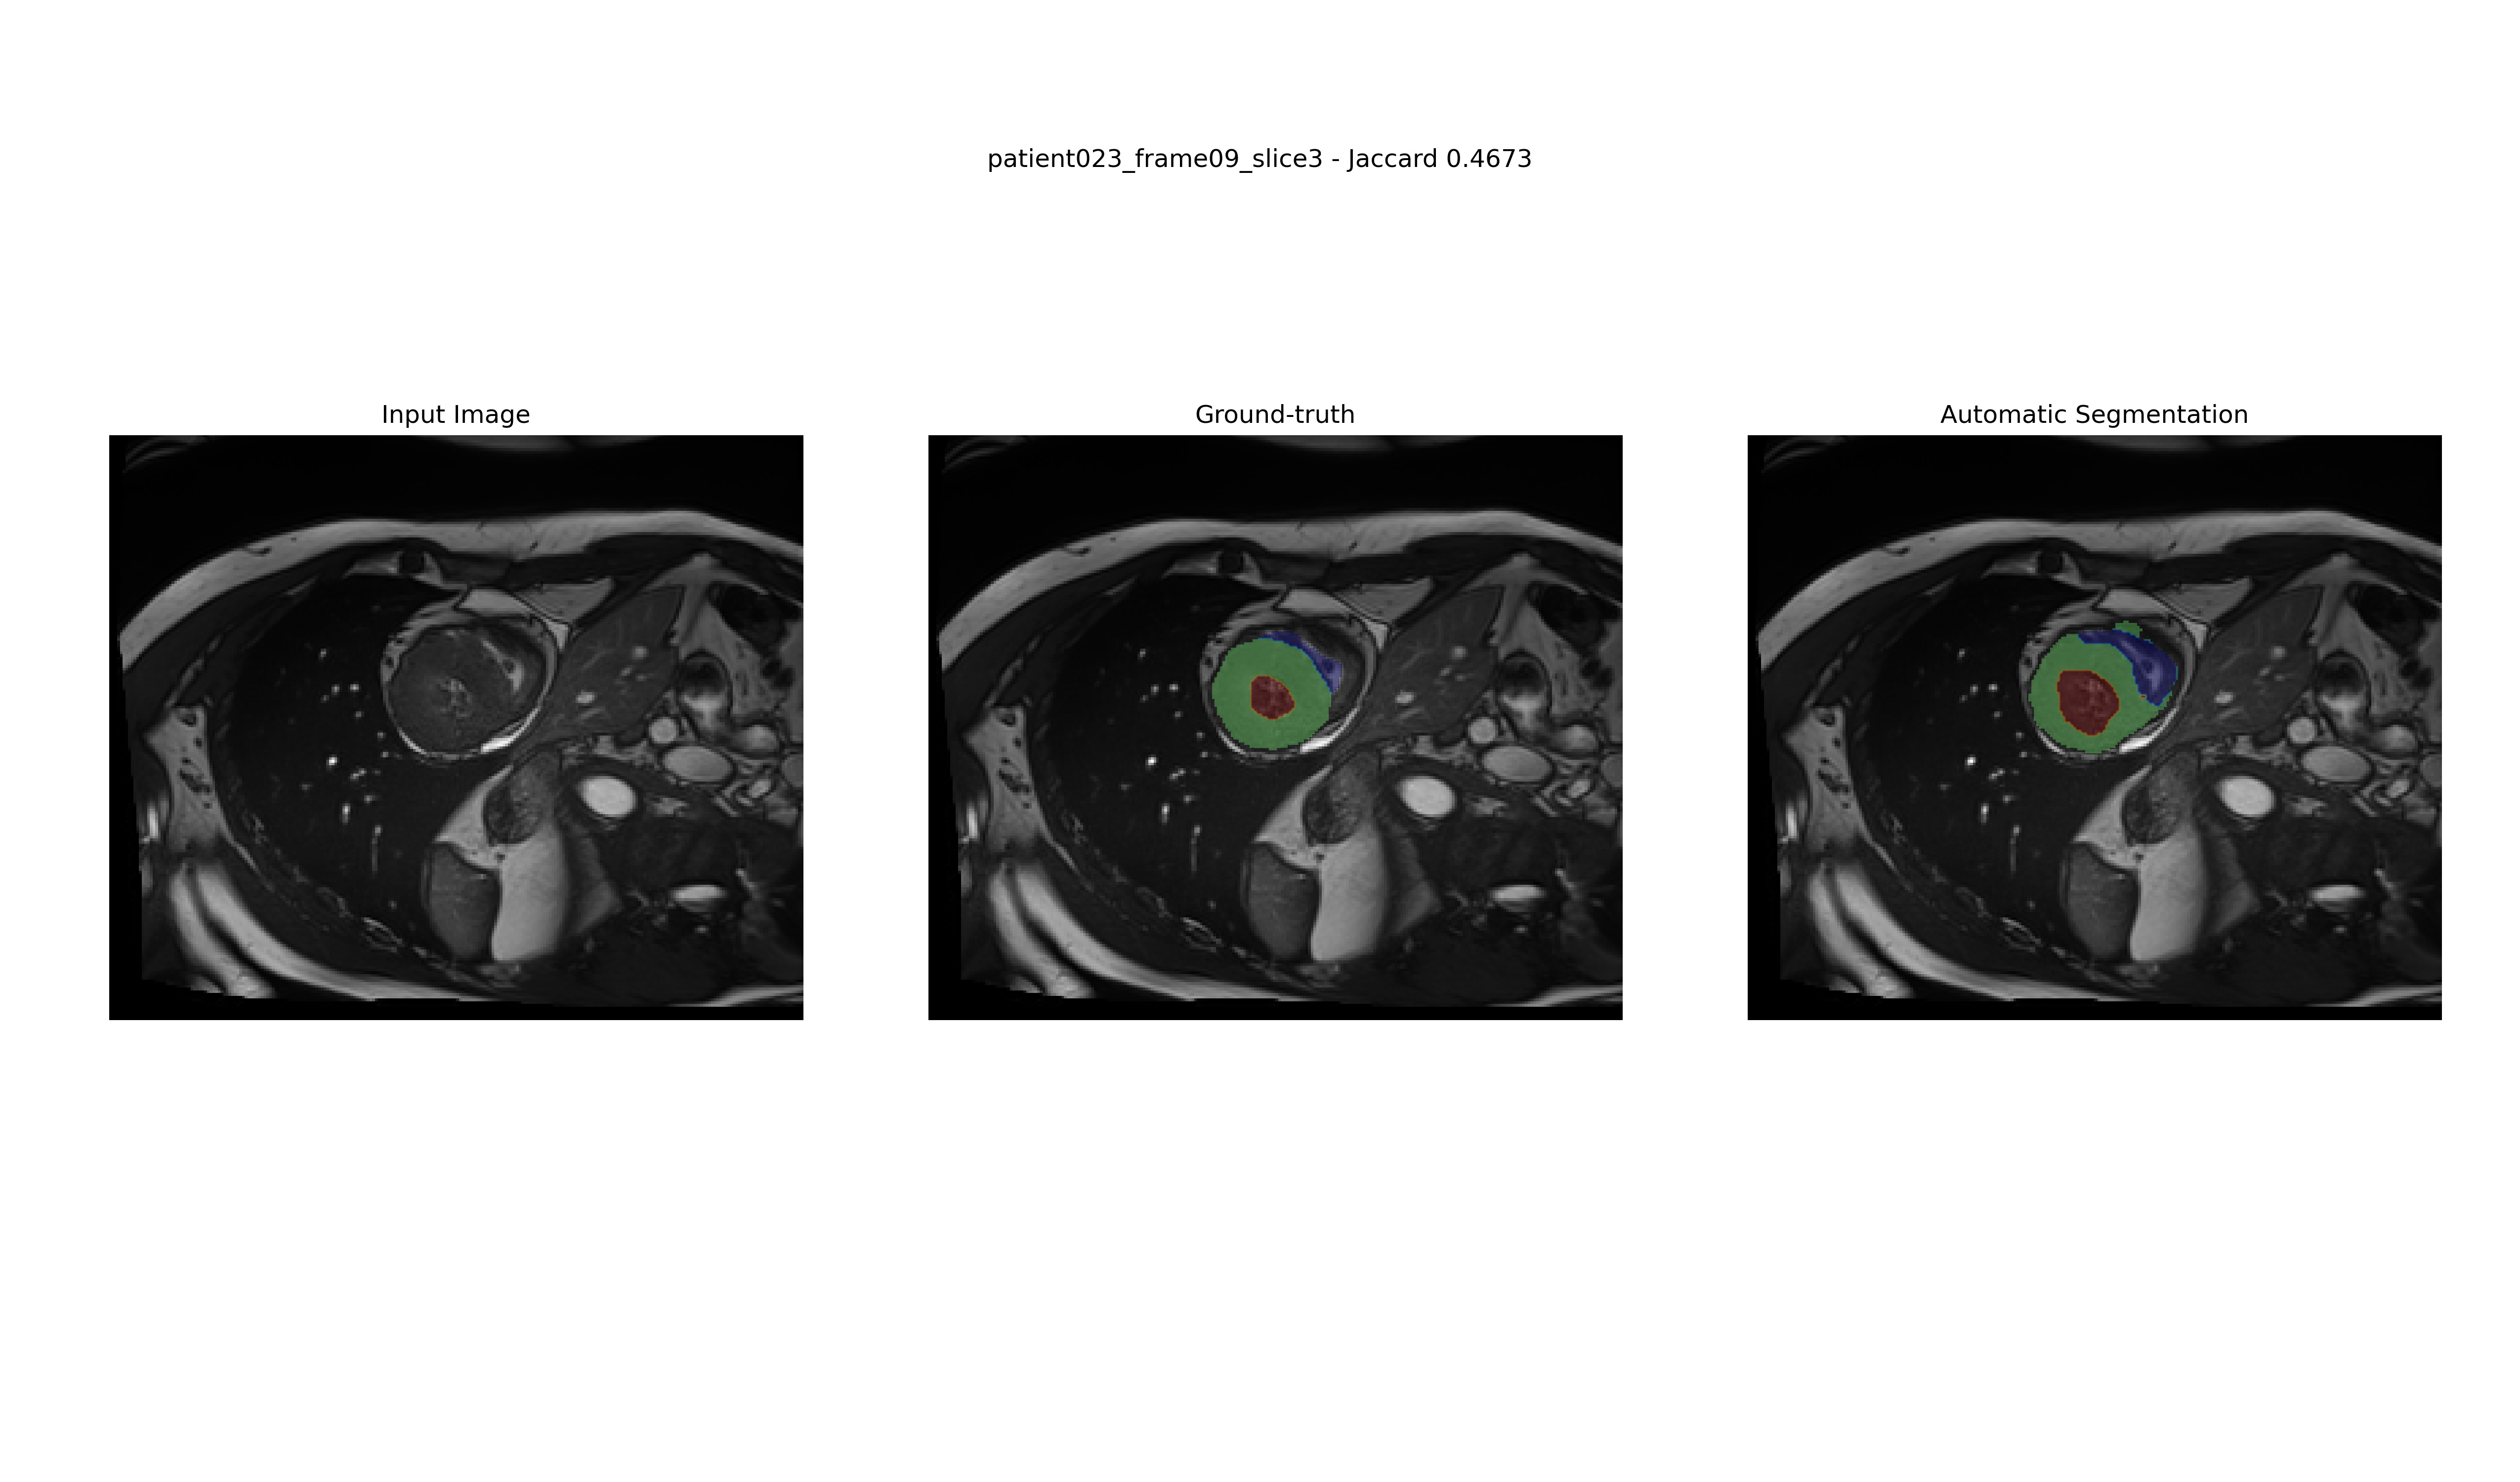 patient023_frame09_slice3 - Jaccard 0.4673
Input Image
Ground-truth
Automatic Segmentation